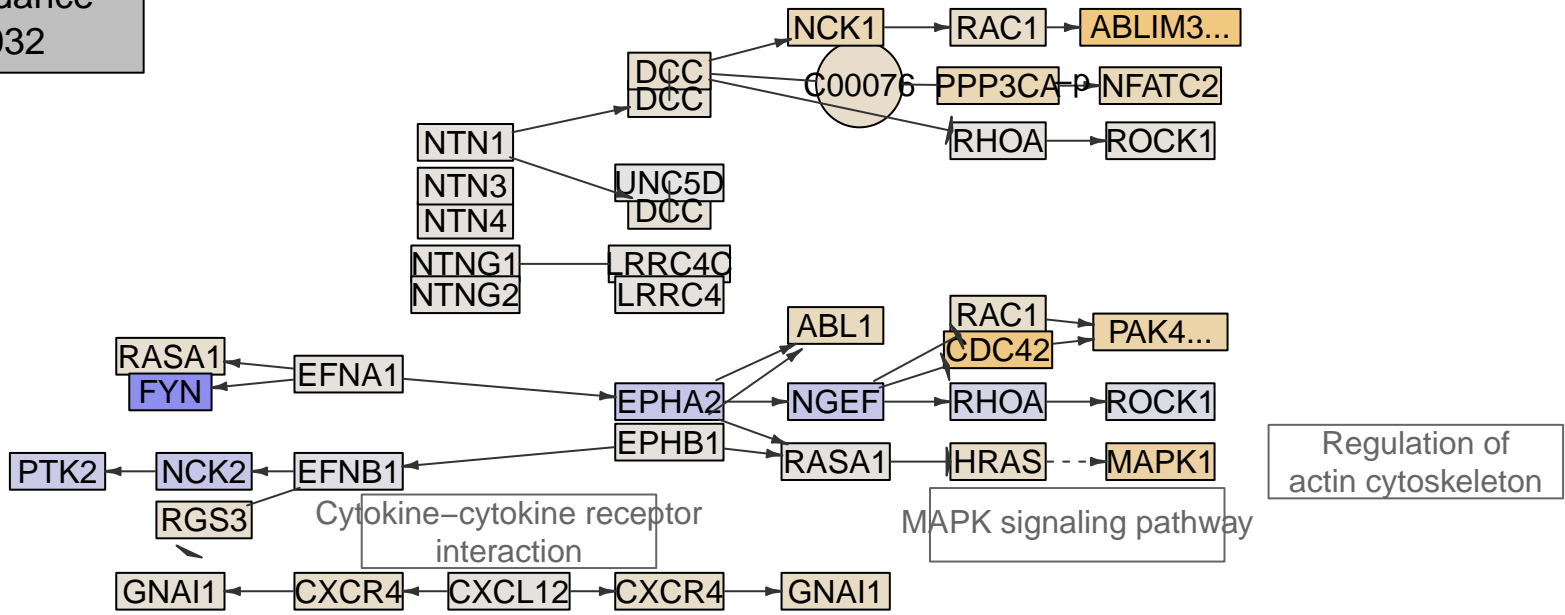 NCK1
RAC1
ABLIM3...
032
DCC
DCC
C00076
PPP3CA
-p
NFATC2
NTN1
RHOA
ROCK1
NTN3
UNC5D
NTN4
DCC
NTNG1
LRRC4C
NTNG2
LRRC4
ABL1
RAC1
PAK4...
CDC42
RASA1
EFNA1
FYN
EPHA2
NGEF
RHOA
ROCK1
EPHB1
PTK2
NCK2
EFNB1
RASA1
HRAS
MAPK1
Regulation of
actin cytoskeleton
RGS3
Cytokine−cytokine receptor
interaction
MAPK signaling pathway
GNAI1
CXCR4
CXCL12
CXCR4
GNAI1